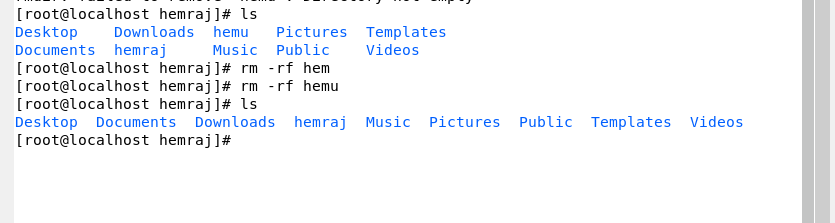 [root@localhost hemraj]# ls
Desktop    Downloads  hemu   Pictures  Templates
Documents  hemraj     Music  Public    Videos
[root@localhost hemraj]# rm -rf hem
[root@localhost hemraj]# rm -rf hemu
[root@localhost hemraj]# ls
Desktop  Documents  Downloads  hemraj  Music  Pictures  Public  Templates  Videos
[root@localhost hemraj]#